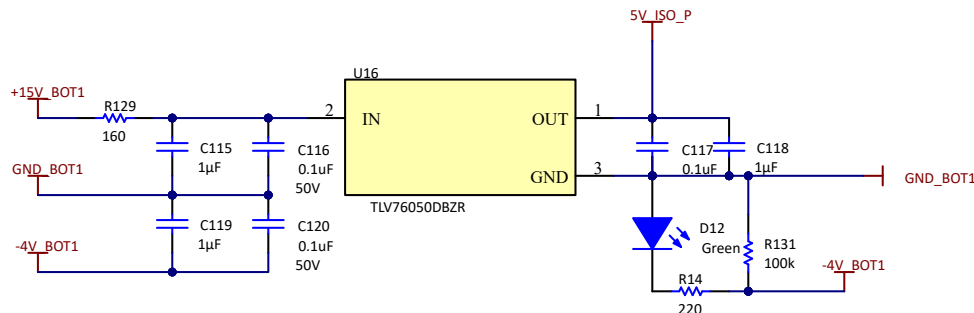 5V_ISO_P
U16
+15V_BOT1
R129
160
2
IN
OUT
1
C115
1µF
C116
0.1uF
50V
C117
0.1uF
C118
1µF
GND_BOT1
GND
3
GND_BOT1
TLV76050DBZR
C119
1µF
C120
0.1uF
50V
-4V_BOT1
D12
Green
R131
100k
-4V_BOT1
R14
220